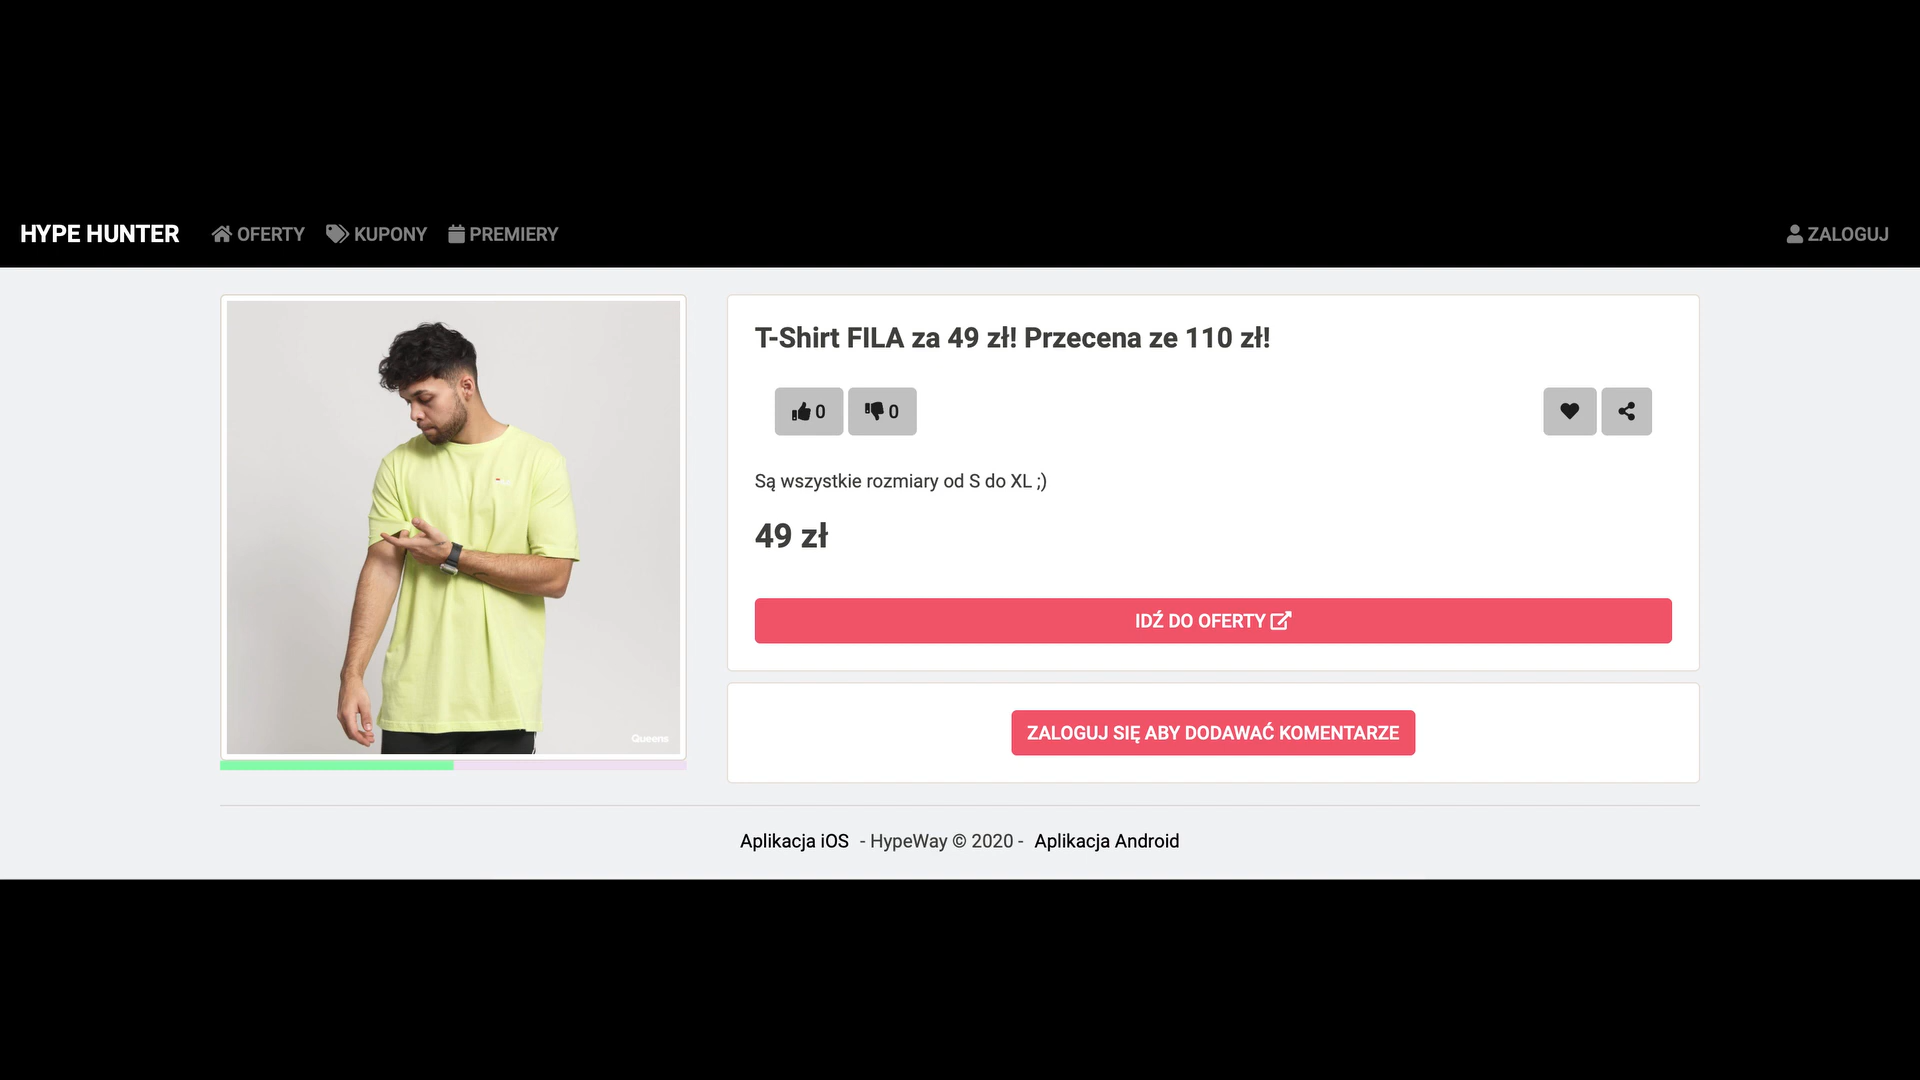 HYPE HUNTER OFERTY KUPONY PREMIERY ZALOGUJ
T-Shirt FILA za 49 zł! Przecena ze 110 zł!
0 0
Są wszystkie rozmiary od S do XL ;)
49 zł
IDŹ DO OFERTY
Queens
ZALOGUJ SIĘ ABY DODAWAĆ KOMENTARZE
Aplikacja iOS - HypeWay © 2020 - Aplikacja Android